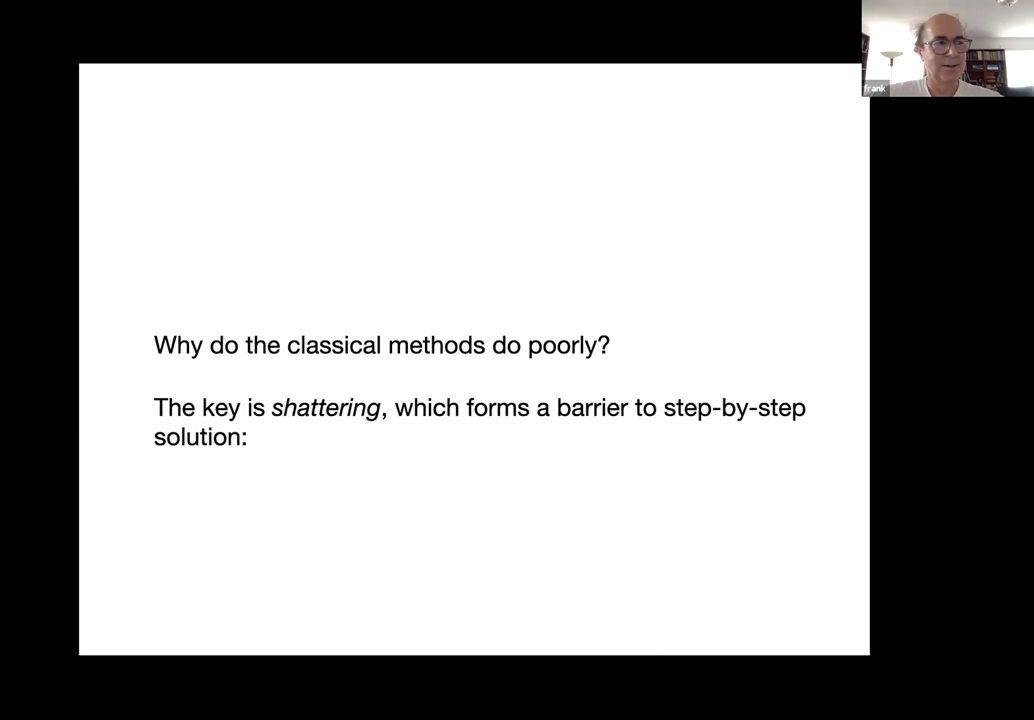 frank
Why do the classical methods do poorly?
The key is shattering, which forms a barrier to step-by-step
solution: